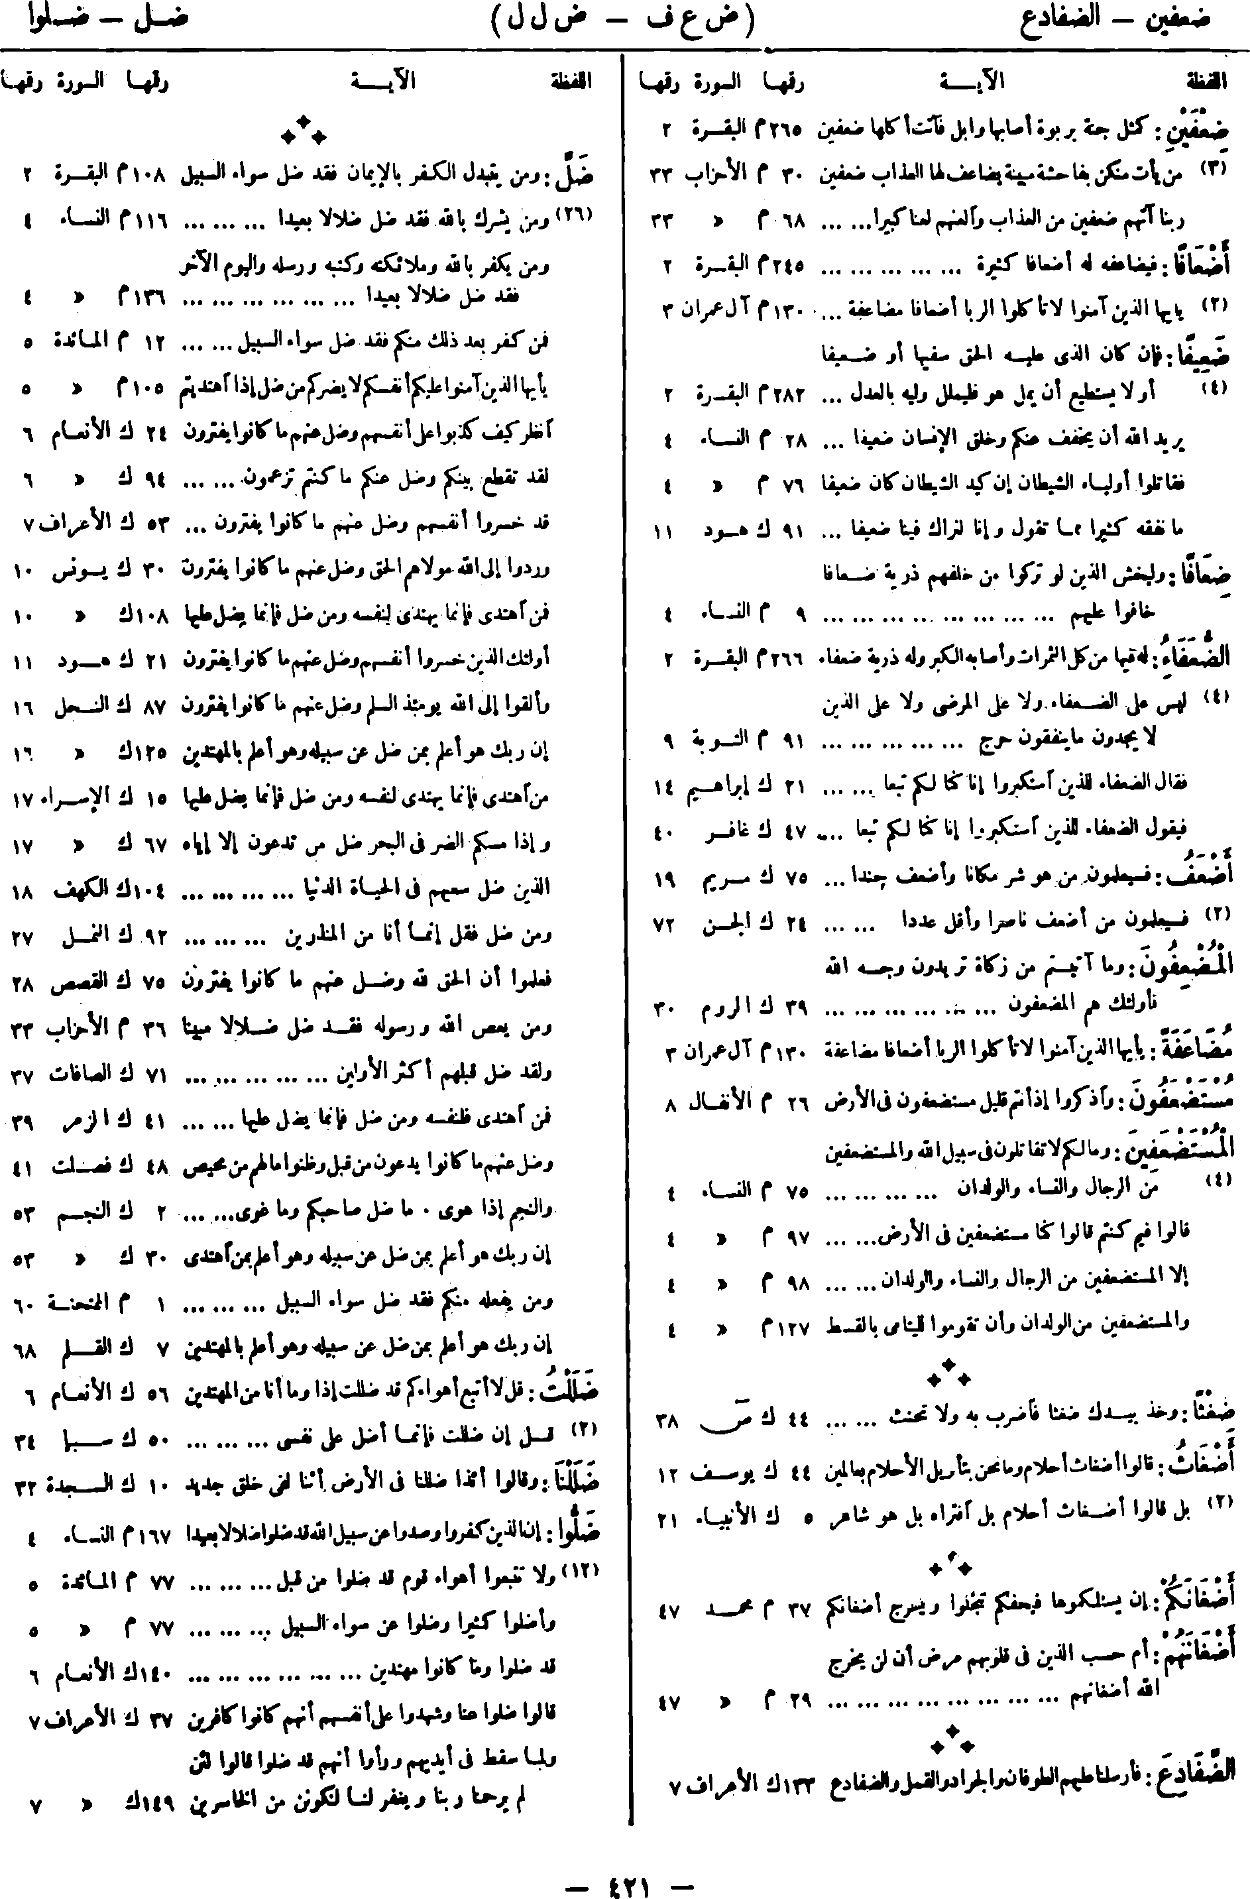 ضعفين — الضفادع (ض ع ف — ض ل ل) ضل — ضلوا
اللفظة الآية رقمها السورة رقمها
ضِعْفَيْنِ : كمثل جنة بربوة أصابها وابل فآتت أكلها ضعفين ٢٦٥ م البقرة ٢
(٣) من يأت منكن بفاحشة مبينة يضاعف لها العذاب ضعفين ٣٠ م الأحزاب ٣٣
ربنا آتهم ضعفين من العذاب وٱلعنهم لعنا كبيرا ... ... ٦٨ م » ٣٣
أَضْعَافًا : فيضاعفه له أضعافا كثيرة ... ... ... ... ... ٢٤٥ م البقرة ٢
(٢) يأيها الذين آمنوا لا تأكلوا الربا أضعافا مضاعفة ... ١٣٠ م آل عمران ٣
ضَعِيفًا : فإن كان الذى عليه الحق سفيها أو ضعيفا
(٤) أو لا يستطيع أن يمل هو فليملل وليه بالعدل ... ٢٨٢ م البقرة ٢
يريد الله أن يخفف عنكم وخلق الإنسان ضعيفا ... ٢٨ م النساء ٤
فقاتلوا أولياء الشيطان إن كيد الشيطان كان ضعيفا ٧٦ م » ٤
ما نفقه كثيرا مما تقول وإنا لنراك فينا ضعيفا ... ٩١ ك هود ١١
ضِعَافًا : وليخش الذين لو تركوا من خلفهم ذرية ضعافا
خافوا عليهم ... ... ... ... ... ... ... ... ٩ م النساء ٤
الضُّعَفَاءُ : له فيها من كل الثمرات وأصابه الكبر وله ذرية ضعفاء ٢٦٦ م البقرة ٢
(٤) ليس على الضعفاء ولا على المرضى ولا على الذين
لا يجدون ما ينفقون حرج ... ... ... ... ... ٩١ م التوبة ٩
فقال الضعفاء للذين ٱستكبروا إنا كنا لكم تبعا ... ... ٢١ ك إبراهيم ١٤
فيقول الضعفاء للذين ٱستكبروا إنا كنا لكم تبعا ... ٤٧ ك غافر ٤٠
أَضْعَفُ : فسيعلمون من هو شر مكانا وأضعف جندا ... ٧٥ ك مريم ١٩
(٢) فسيعلمون من أضعف ناصرا وأقل عددا ... ... ٢٤ ك الجن ٧٢
الْمُضْعِفُونَ : وما آتيتم من زكاة تريدون وجه الله
فأولئك هم المضعفون ... ... ... ... ... ... ٣٩ ك الروم ٣٠
مُضَاعَفَةً : يأيها الذين آمنوا لا تأكلوا الربا أضعافا مضاعفة ١٣٠ م آل عمران ٣
مُسْتَضْعَفُونَ : وٱذكروا إذ أنتم قليل مستضعفون فى الأرض ٢٦ م الأنفال ٨
الْمُسْتَضْعَفِينَ : وما لكم لا تقاتلون فى سبيل الله والمستضعفين
(٤) من الرجال والنساء والولدان ... ... ... ... ٧٥ م النساء ٤
قالوا فيم كنتم قالوا كنا مستضعفين فى الأرض ... ... ٩٧ م » ٤
إلا المستضعفين من الرجال والنساء والولدان ... ... ٩٨ م » ٤
والمستضعفين من الولدان وأن تقوموا لليتامى بالقسط ١٢٧ م » ٤
ضِغْثًا : وخذ بيدك ضغثا فٱضرب به ولا تحنث ... ... ٤٤ ك ص ٣٨
أَضْغَاثُ : قالوا أضغاث أحلام وما نحن بتأويل الأحلام بعالمين ٤٤ ك يوسف ١٢
(٢) بل قالوا أضغاث أحلام بل ٱفتراه بل هو شاعر ٥ ك الأنبياء ٢١
أَضْغَانَكُمْ : إن يسئلكموها فيحفكم تبخلوا ويخرج أضغانكم ٣٧ م محمد ٤٧
أَضْغَانَهُمْ : أم حسب الذين فى قلوبهم مرض أن لن يخرج
الله أضغانهم ... ... ... ... ... ... ... ... ٢٩ م » ٤٧
الضَّفَادِعَ : فأرسلنا عليهم الطوفان والجراد والقمل والضفادع ١٣٣ ك الأعراف ٧
اللفظة الآية رقمها السورة رقمها
ضَلَّ : ومن يتبدل الكفر بالإيمان فقد ضل سواء السبيل ١٠٨ م البقرة ٢
(٢٦) ومن يشرك بالله فقد ضل ضلالا بعيدا ... ... ... ١١٦ م النساء ٤
ومن يكفر بالله وملائكته وكتبه ورسله واليوم الآخر
فقد ضل ضلالا بعيدا ... ... ... ... ... ... ١٣٦ م » ٤
فمن كفر بعد ذلك منكم فقد ضل سواء السبيل ... ... ١٢ م المائدة ٥
يأيها الذين آمنوا عليكم أنفسكم لا يضركم من ضل إذا ٱهتديتم ١٠٥ م » ٥
ٱنظر كيف كذبوا على أنفسهم وضل عنهم ما كانوا يفترون ٢٤ ك الأنعام ٦
لقد تقطع بينكم وضل عنكم ما كنتم تزعمون ... ... ٩٤ ك » ٦
قد خسروا أنفسهم وضل عنهم ما كانوا يفترون ... ٥٣ ك الأعراف ٧
وردوا إلى الله مولاهم الحق وضل عنهم ما كانوا يفترون ٣٠ ك يونس ١٠
فمن ٱهتدى فإنما يهتدى لنفسه ومن ضل فإنما يضل عليها ١٠٨ ك » ١٠
أولئك الذين خسروا أنفسهم وضل عنهم ما كانوا يفترون ٢١ ك هود ١١
وألقوا إلى الله يومئذ السلم وضل عنهم ما كانوا يفترون ٨٧ ك النحل ١٦
إن ربك هو أعلم بمن ضل عن سبيله وهو أعلم بالمهتدين ١٢٥ ك » ١٦
من ٱهتدى فإنما يهتدى لنفسه ومن ضل فإنما يضل عليها ١٥ ك الإسراء ١٧
وإذا مسكم الضر فى البحر ضل من تدعون إلا إياه ٦٧ ك » ١٧
الذين ضل سعيهم فى الحياة الدنيا ... ... ... ... ١٠٤ ك الكهف ١٨
ومن ضل فقل إنما أنا من المنذرين ... ... ... ٩٢ ك النمل ٢٧
فعلموا أن الحق لله وضل عنهم ما كانوا يفترون ٧٥ ك القصص ٢٨
ومن يعص الله ورسوله فقد ضل ضلالا مبينا ٣٦ م الأحزاب ٣٣
ولقد ضل قبلهم أكثر الأولين ... ... ... ... ... ٧١ ك الصافات ٣٧
فمن ٱهتدى فلنفسه ومن ضل فإنما يضل عليها ... ... ٤١ ك الزمر ٣٩
وضل عنهم ما كانوا يدعون من قبل وظنوا ما لهم من محيص ٤٨ ك فصلت ٤١
والنجم إذا هوى . ما ضل صاحبكم وما غوى ... ... ٢ ك النجم ٥٣
إن ربك هو أعلم بمن ضل عن سبيله وهو أعلم بمن ٱهتدى ٣٠ ك » ٥٣
ومن يفعله منكم فقد ضل سواء السبيل ... ... ... ١ م الممتحنة ٦٠
إن ربك هو أعلم بمن ضل عن سبيله وهو أعلم بالمهتدين ٧ ك القلم ٦٨
ضَلَلْتُ : قل لا أتبع أهواءكم قد ضللت إذا وما أنا من المهتدين ٥٦ ك الأنعام ٦
(٢) قل إن ضللت فإنما أضل على نفسى ... ... ... ٥٠ ك سبإ ٣٤
ضَلَلْنَا : وقالوا أئذا ضللنا فى الأرض أئنا لفى خلق جديد ١٠ ك السجدة ٣٢
ضَلُّوا : إن الذين كفروا وصدوا عن سبيل الله قد ضلوا ضلالا بعيدا ١٦٧ م النساء ٤
(١٢) ولا تتبعوا أهواء قوم قد ضلوا من قبل ... ... ... ٧٧ م المائدة ٥
وأضلوا كثيرا وضلوا عن سواء السبيل ... ... ... ٧٧ م » ٥
قد ضلوا وما كانوا مهتدين ... ... ... ... ... ... ١٤٠ ك الأنعام ٦
قالوا ضلوا عنا وشهدوا على أنفسهم أنهم كانوا كافرين ٣٧ ك الأعراف ٧
ولما سقط فى أيديهم ورأوا أنهم قد ضلوا قالوا لئن
لم يرحمنا ربنا ويغفر لنا لنكونن من الخاسرين ١٤٩ ك » ٧
— ٤٢١ —